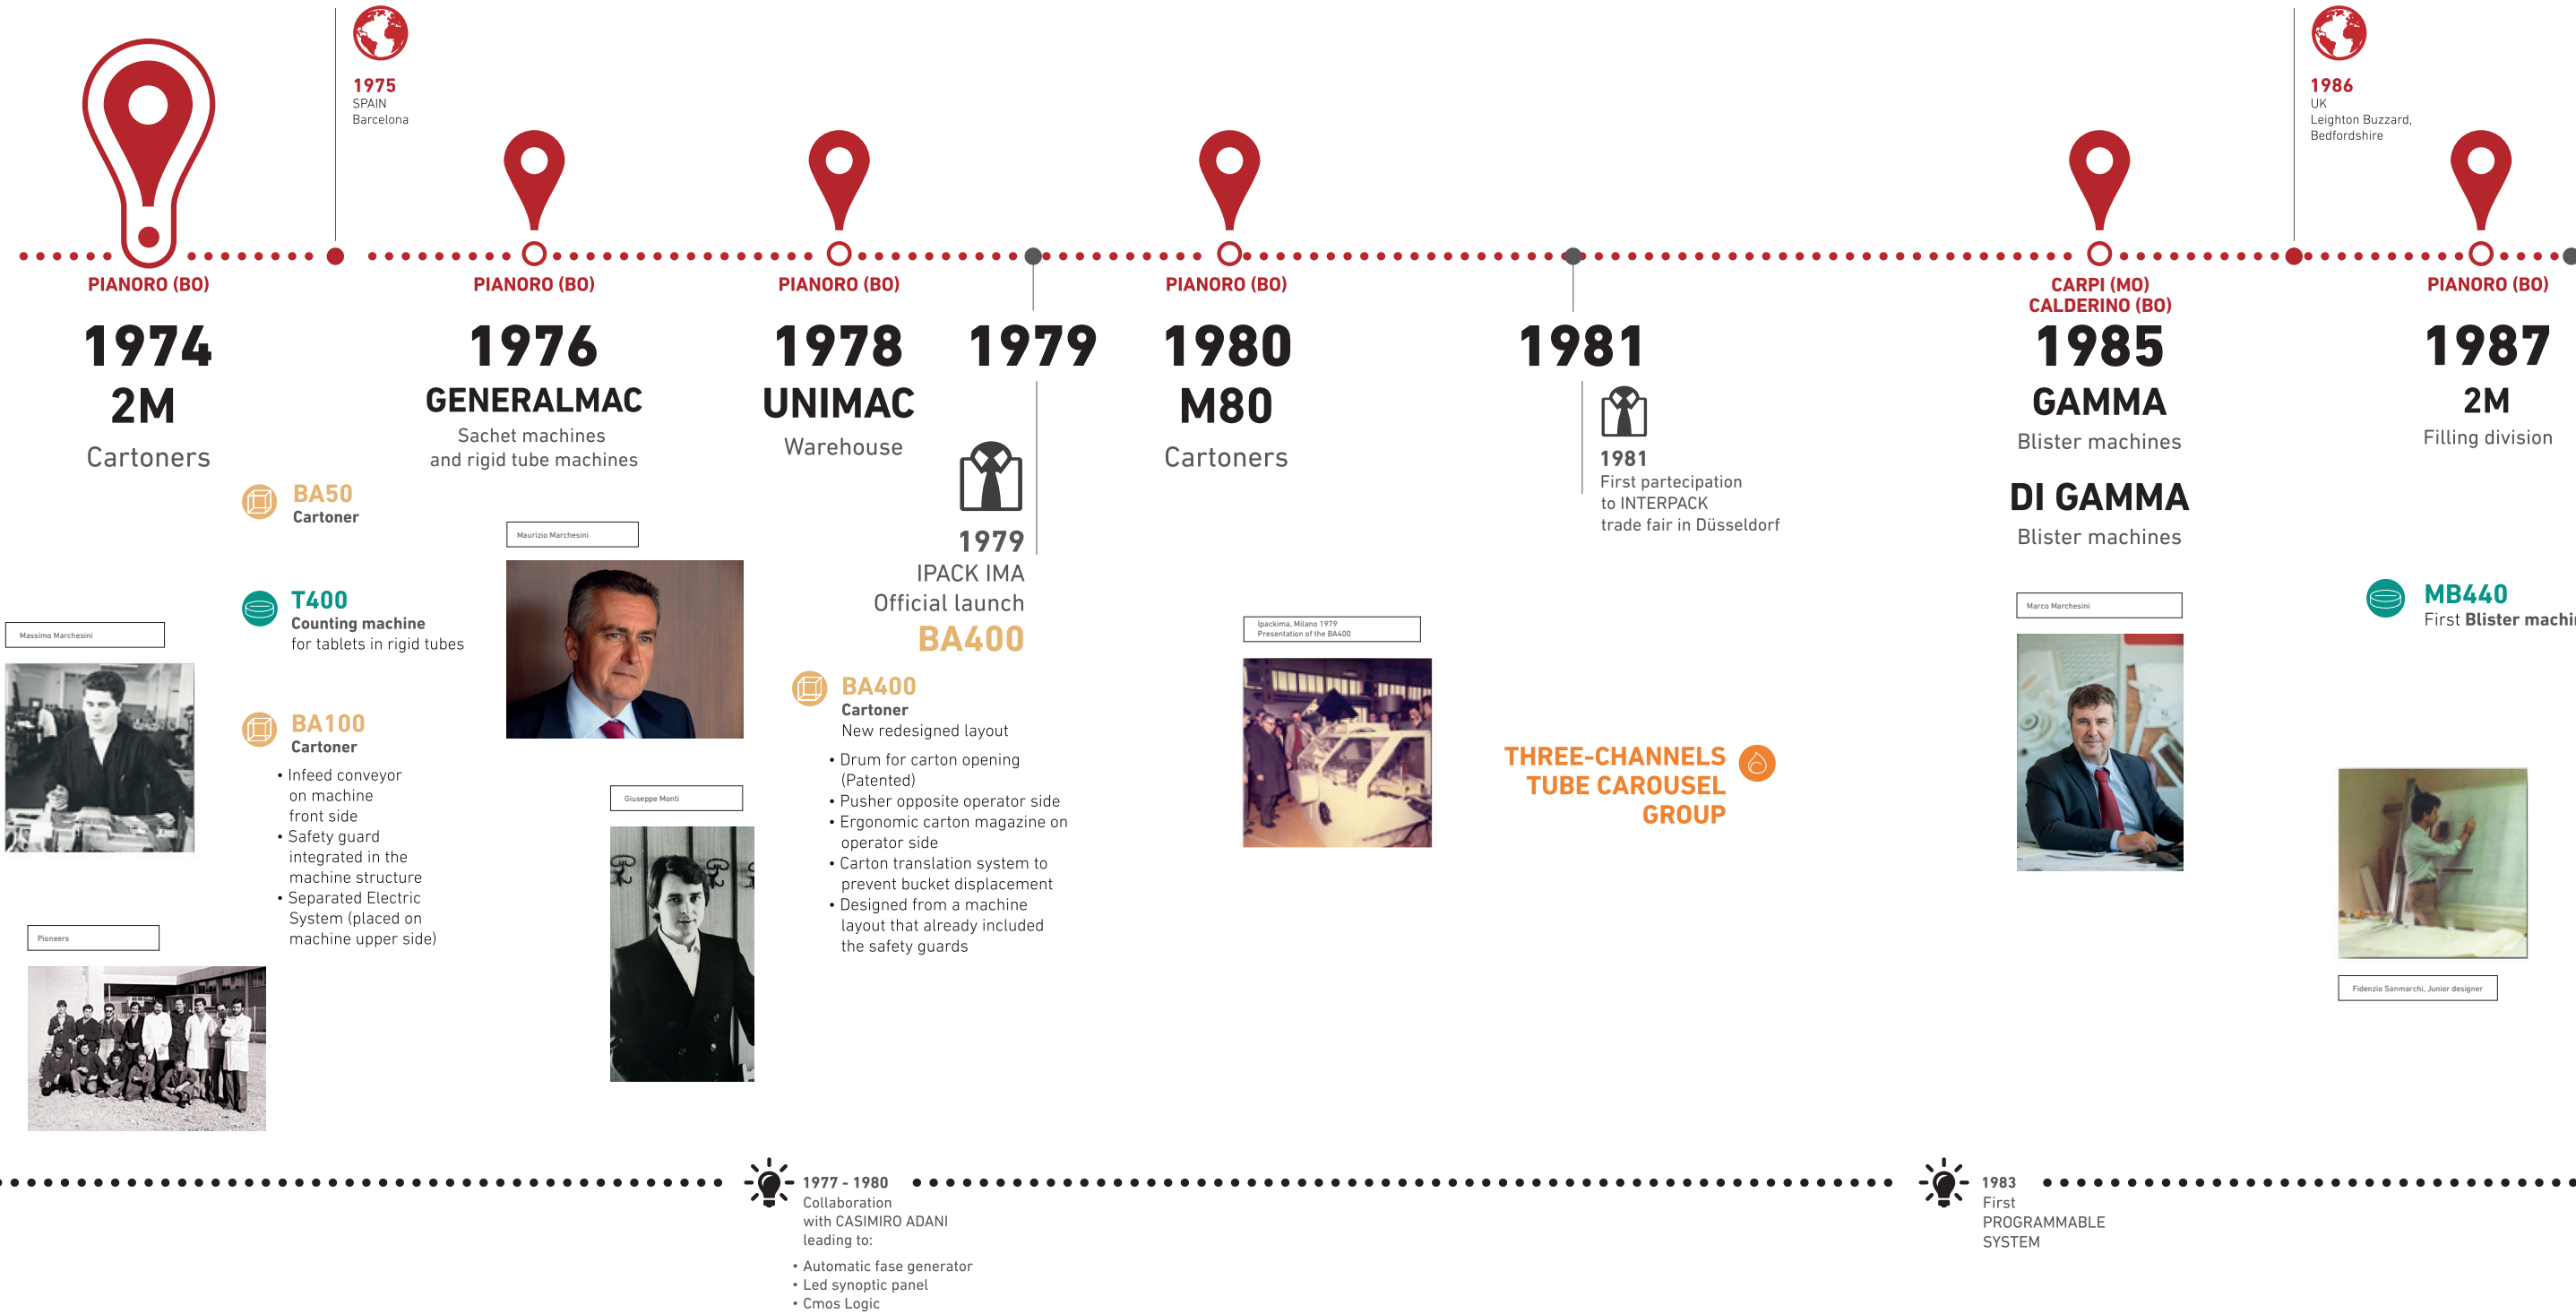 1975
SPAIN
Barcelona
1986
UK
Leighton Buzzard,
Bedfordshire
PIANORO (BO)
1974
2M
Cartoners
BA50
Cartoner
T400
Counting machine
for tablets in rigid tubes
BA100
Cartoner
• Infeed conveyor
on machine
front side
• Safety guard
integrated in the
machine structure
• Separated Electric
System (placed on
machine upper side)
Massimo Marchesini
Pioneers
PIANORO (BO)
1976
GENERALMAC
Sachet machines
and rigid tube machines
Maurizio Marchesini
Giuseppe Monti
PIANORO (BO)
1978
UNIMAC
Warehouse
1979
1979
IPACK IMA
Official launch
BA400
BA400
Cartoner
New redesigned layout
• Drum for carton opening
(Patented)
• Pusher opposite operator side
• Ergonomic carton magazine on
operator side
• Carton translation system to
prevent bucket displacement
• Designed from a machine
layout that already included
the safety guards
PIANORO (BO)
1980
M80
Cartoners
Ipackima, Milano 1979
Presentation of the BA400
1981
1981
First partecipation
to INTERPACK
trade fair in Düsseldorf
THREE-CHANNELS
TUBE CAROUSEL
GROUP
CARPI (MO)
CALDERINO (BO)
1985
GAMMA
Blister machines
DI GAMMA
Blister machines
Marco Marchesini
PIANORO (BO)
1987
2M
Filling division
MB440
First Blister machin
Fidenzio Sanmarchi, Junior designer
1977 - 1980
Collaboration
with CASIMIRO ADANI
leading to:
• Automatic fase generator
• Led synoptic panel
• Cmos Logic
1983
First
PROGRAMMABLE
SYSTEM